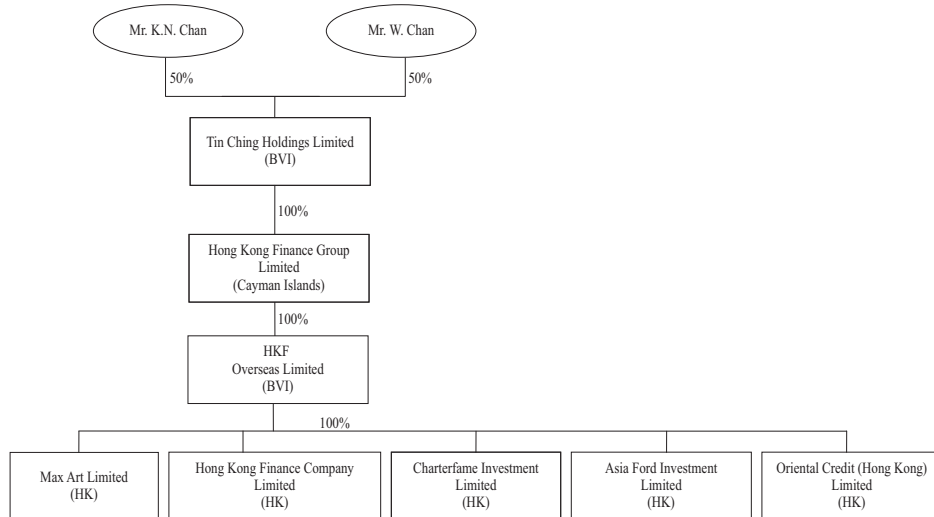 Mr. K.N. Chan
Mr. W. Chan
50%
50%
Tin Ching Holdings Limited
(BVI)
100%
Hong Kong Finance Group
Limited
(Cayman Islands)
100%
HKF
Overseas Limited
(BVI)
100%
Max Art Limited
(HK)
Hong Kong Finance Company
Limited
(HK)
Charterfame Investment
Limited
(HK)
Asia Ford Investment
Limited
(HK)
Oriental Credit (Hong Kong)
Limited
(HK)